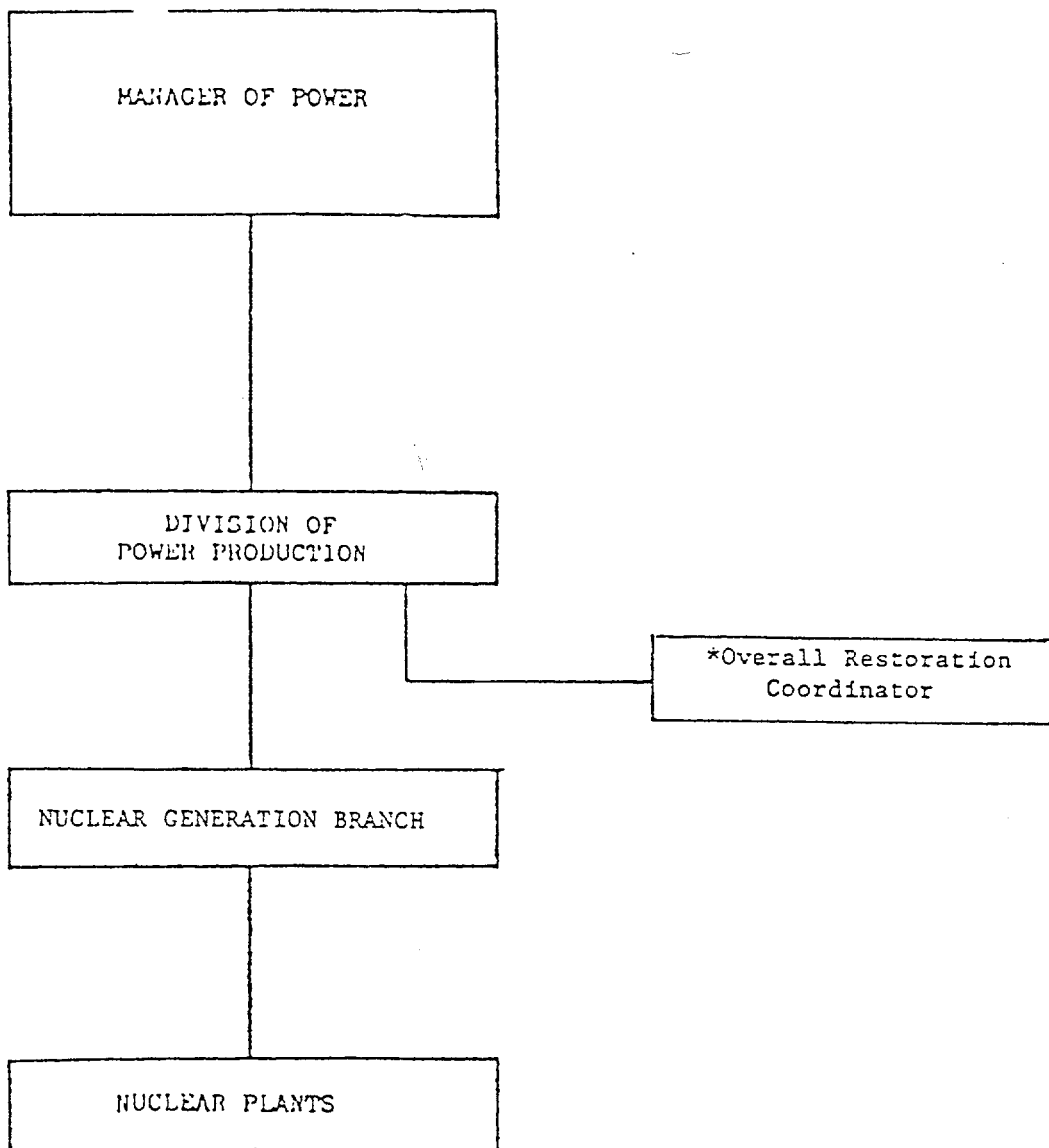 MANAGER OF POWER
DIVISION OF
POWER PRODUCTION
*Overall Restoration
Coordinator
NUCLEAR GENERATION BRANCH
NUCLEAR PLANTS